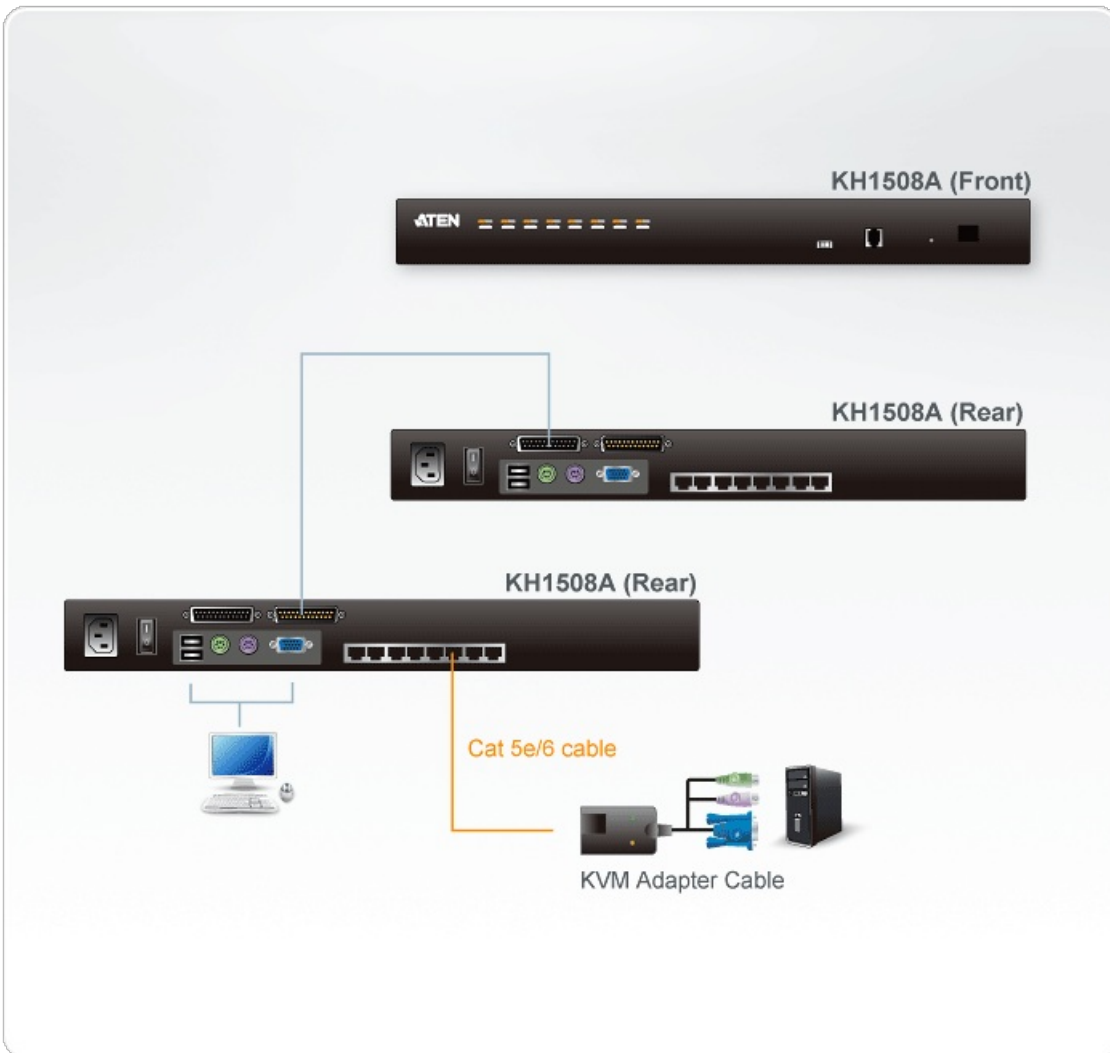 KH1508A (Front)
ATEN
KH1508A (Rear)
KH1508A (Rear)
Cat 5e/6 cable
KVM Adapter Cable